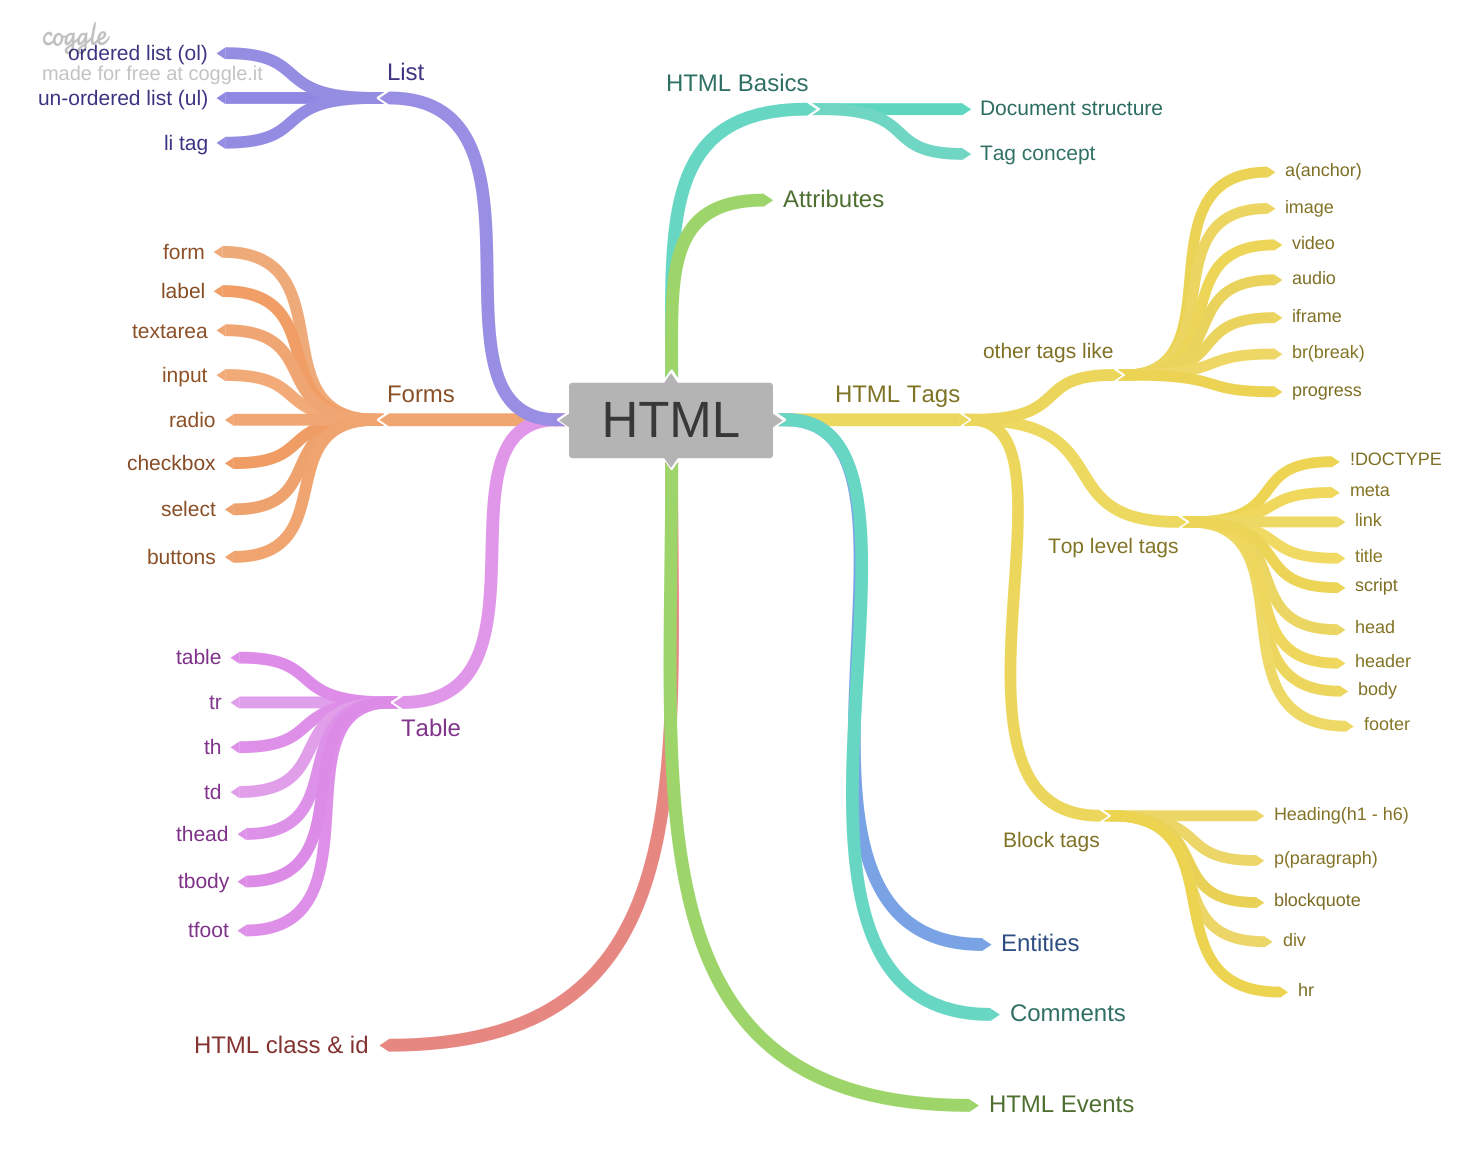 coggle
made for free at coggle.it
HTML
List
ordered list (ol)
un-ordered list (ul)
li tag
Forms
form
label
textarea
input
radio
checkbox
select
buttons
Table
table
tr
th
td
thead
tbody
tfoot
HTML class & id
HTML Basics
Document structure
Tag concept
Attributes
HTML Tags
other tags like
a(anchor)
image
video
audio
iframe
br(break)
progress
Top level tags
!DOCTYPE
meta
link
title
script
head
header
body
footer
Block tags
Heading(h1 - h6)
p(paragraph)
blockquote
div
hr
Entities
Comments
HTML Events